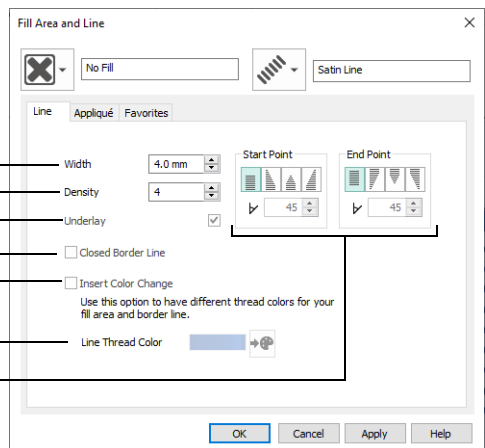 Fill Area and Line
No Fill
Satin Line
Line Appliqué Favorites
Width 4.0 mm
Density 4
Underlay
Start Point
45
End Point
45
Closed Border Line
Insert Color Change
Use this option to have different thread colors for your
fill area and border line.
Line Thread Color
OK Cancel Apply Help